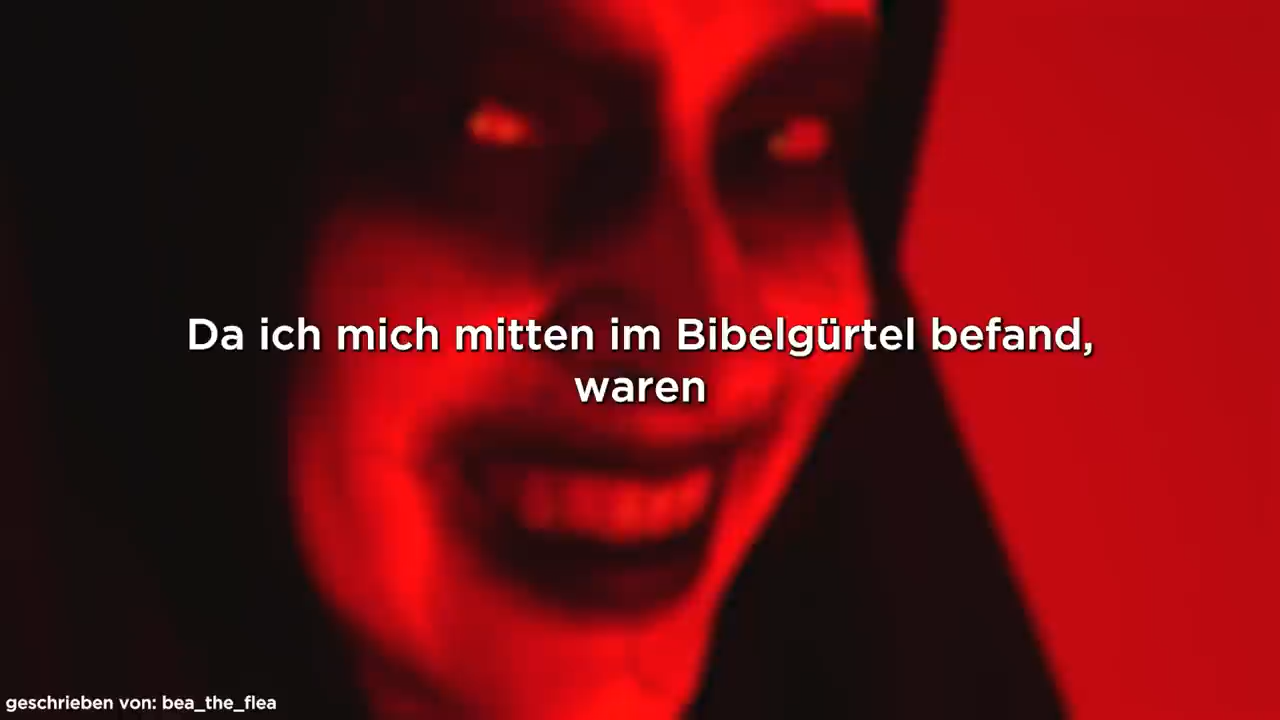 Da ich mich mitten im Bibelgürtel befand,
waren
geschrieben von: bea_the_flea